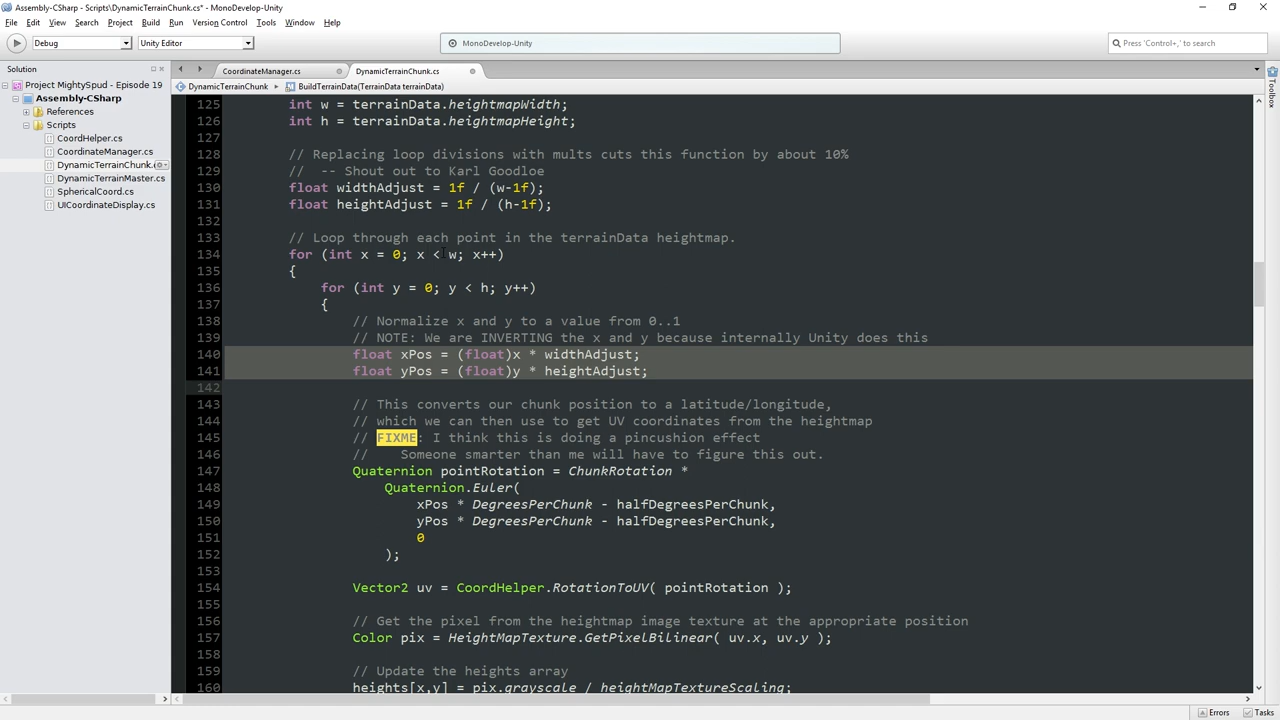 Assembly-CSharp - Scripts\DynamicTerrainChunk.cs* - MonoDevelop-Unity
File Edit View Search Project Build Run Version Control Tools Window Help
Debug Unity Editor MonoDevelop-Unity Press 'Control+,' to search
Solution
Project MightySpud - Episode 19
Assembly-CSharp
References
Scripts
CoordHelper.cs
CoordinateManager.cs
DynamicTerrainChunk.c
DynamicTerrainMaster.cs
SphericalCoord.cs
UICoordinateDisplay.cs
CoordinateManager.cs DynamicTerrainChunk.cs
DynamicTerrainChunk BuildTerrainData(TerrainData terrainData)
Toolbox
125 int w = terrainData.heightmapWidth;
126 int h = terrainData.heightmapHeight;
127
128 // Replacing loop divisions with mults cuts this function by about 10%
129 //  -- Shout out to Karl Goodloe
130 float widthAdjust = 1f / (w-1f);
131 float heightAdjust = 1f / (h-1f);
132
133 // Loop through each point in the terrainData heightmap.
134 for (int x = 0; x < w; x++)
135 {
136 for (int y = 0; y < h; y++)
137 {
138 // Normalize x and y to a value from 0..1
139 // NOTE: We are INVERTING the x and y because internally Unity does this
140 float xPos = (float)x * widthAdjust;
141 float yPos = (float)y * heightAdjust;
142
143 // This converts our chunk position to a latitude/longitude,
144 // which we can then use to get UV coordinates from the heightmap
145 // FIXME: I think this is doing a pincushion effect
146 //    Someone smarter than me will have to figure this out.
147 Quaternion pointRotation = ChunkRotation *
148 Quaternion.Euler(
149 xPos * DegreesPerChunk - halfDegreesPerChunk,
150 yPos * DegreesPerChunk - halfDegreesPerChunk,
151 0
152 );
153
154 Vector2 uv = CoordHelper.RotationToUV( pointRotation );
155
156 // Get the pixel from the heightmap image texture at the appropriate position
157 Color pix = HeightMapTexture.GetPixelBilinear( uv.x, uv.y );
158
159 // Update the heights array
160 heights[x,y] = pix.grayscale / heightMapTextureScaling;
Errors Tasks